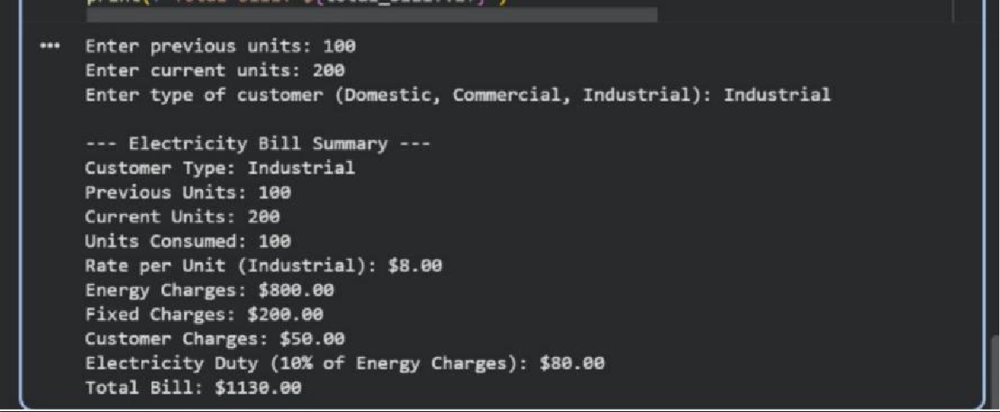 Enter previous units: 100
Enter current units: 200
Enter type of customer (Domestic, Commercial, Industrial): Industrial
--- Electricity Bill Summary ---
Customer Type: Industrial
Previous Units: 100
Current Units: 200
Units Consumed: 100
Rate per Unit (Industrial): $8.00
Energy Charges: $800.00
Fixed Charges: $200.00
Customer Charges: $50.00
Electricity Duty (10% of Energy Charges): $80.00
Total Bill: $1130.00